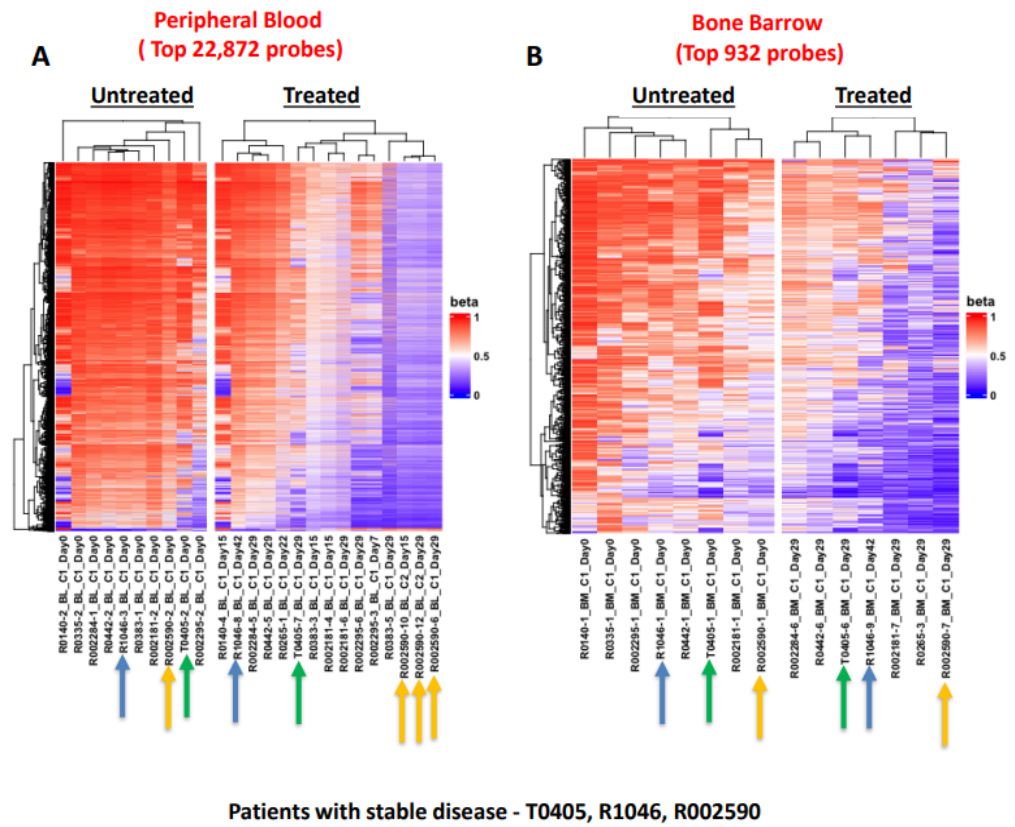 Peripheral Blood
( Top 22,872 probes)
Bone Barrow
(Top 932 probes)
A
B
Untreated
Treated
Untreated
Treated
beta
1
0.5
0
beta
1
0.5
0
R0140-2_BL_C1_Day0
R0335-2_BL_C1_Day0
R002284-1_BL_C1_Day0
R0442-2_BL_C1_Day0
R1046-3_BL_C1_Day0
R0383-1_BL_C1_Day0
R002181-2_BL_C1_Day0
R002590-2_BL_C1_Day0
T0405-2_BL_C1_Day0
R002295-2_BL_C1_Day0
R0140-4_BL_C1_Day15
R1046-8_BL_C1_Day42
R002284-5_BL_C1_Day29
R0442-5_BL_C1_Day29
R0265-1_BL_C1_Day22
T0405-7_BL_C1_Day29
R0383-3_BL_C1_Day15
R002181-4_BL_C1_Day15
R002181-6_BL_C1_Day29
R002295-6_BL_C1_Day29
R002295-3_BL_C1_Day7
R0383-5_BL_C1_Day29
R002590-10_BL_C2_Day15
R002590-12_BL_C2_Day29
R002590-6_BL_C1_Day29
R0140-1_BM_C1_Day0
R0335-1_BM_C1_Day0
R002295-1_BM_C1_Day0
R1046-1_BM_C1_Day0
R0442-1_BM_C1_Day0
T0405-1_BM_C1_Day0
R002181-1_BM_C1_Day0
R002590-1_BM_C1_Day0
R002284-6_BM_C1_Day29
R0442-6_BM_C1_Day29
T0405-6_BM_C1_Day29
R1046-9_BM_C1_Day42
R002181-7_BM_C1_Day29
R0265-3_BM_C1_Day29
R002590-7_BM_C1_Day29
Patients with stable disease - T0405, R1046, R002590